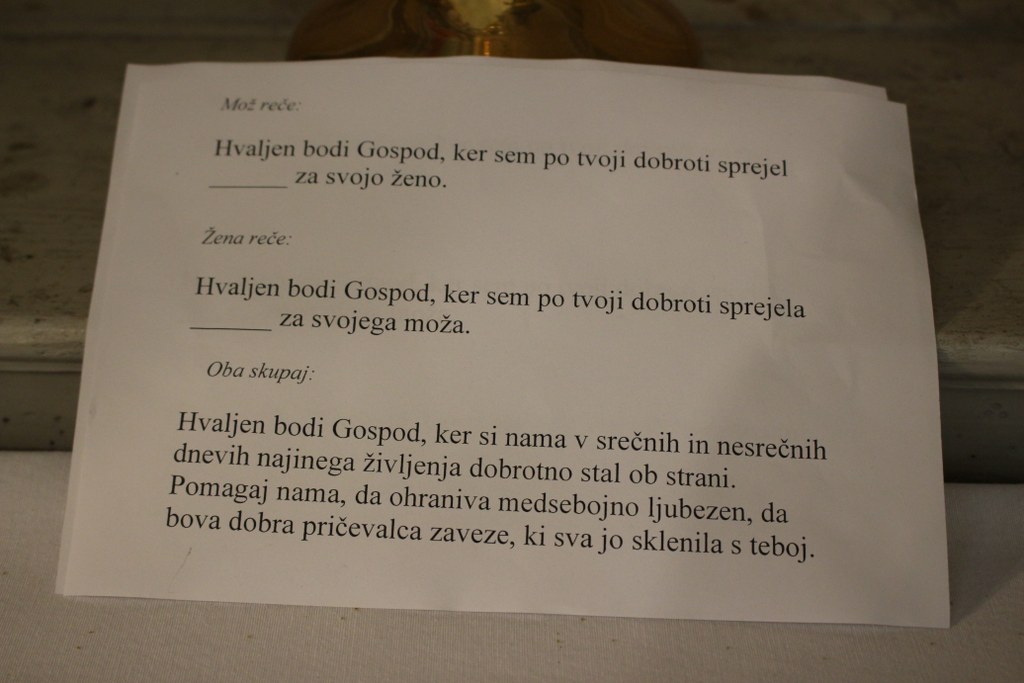 Mož reče:
Hvaljen bodi Gospod, ker sem po tvoji dobroti sprejel
______ za svojo ženo.
Žena reče:
Hvaljen bodi Gospod, ker sem po tvoji dobroti sprejela
______ za svojega moža.
Oba skupaj:
Hvaljen bodi Gospod, ker si nama v srečnih in nesrečnih
dnevih najinega življenja dobrotno stal ob strani.
Pomagaj nama, da ohraniva medsebojno ljubezen, da
bova dobra pričevalca zaveze, ki sva jo sklenila s teboj.